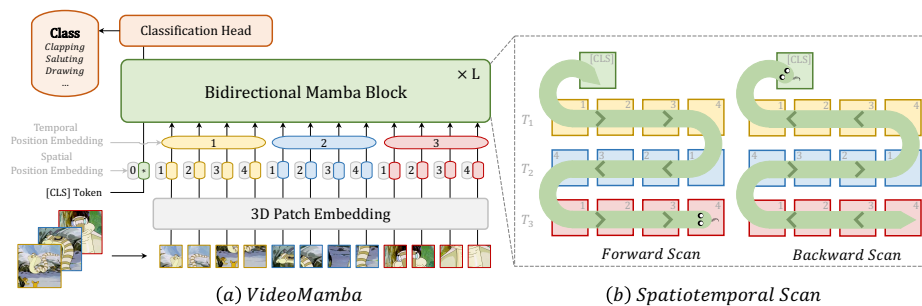 Class
Clapping
Saluting
Drawing
...
Classification Head
Bidirectional Mamba Block
× L
Temporal
Position Embedding
1 2 3
Spatial
Position Embedding
0 * 1 2 3 4 1 2 3 4 1 2 3 4
[CLS] Token
3D Patch Embedding
(a) VideoMamba
[CLS] [CLS]
T1 1 2 3 4 1 2 3 4
T2 4 3 2 1 4 3 2 1
T3 1 2 3 4 1 2 3 4
Forward Scan Backward Scan
(b) Spatiotemporal Scan